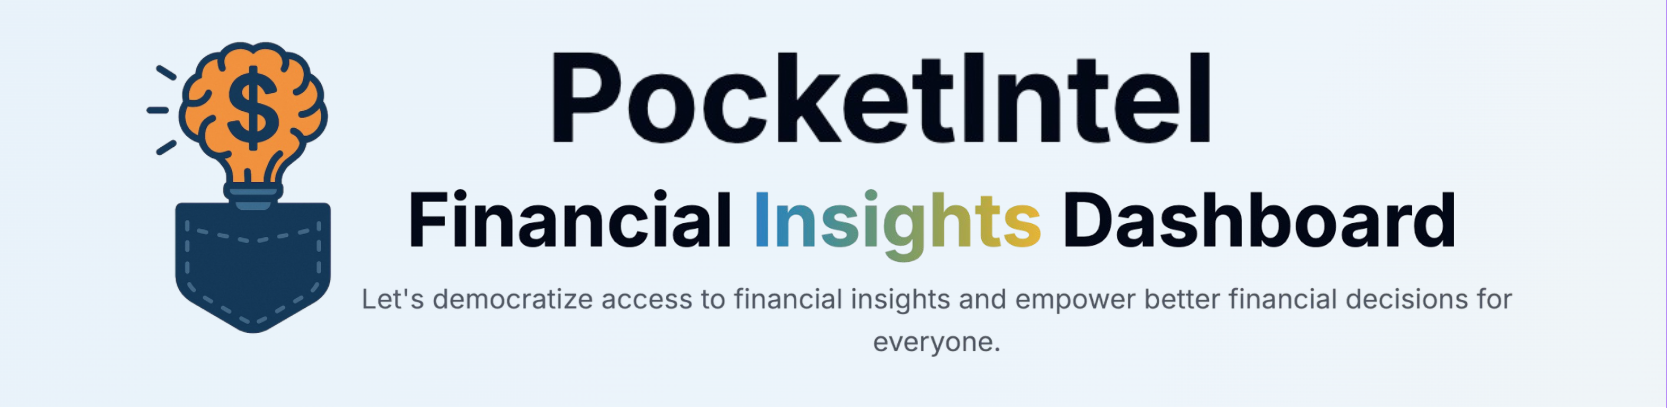 $
PocketIntel
Financial Insights Dashboard
Let's democratize access to financial insights and empower better financial decisions for
everyone.